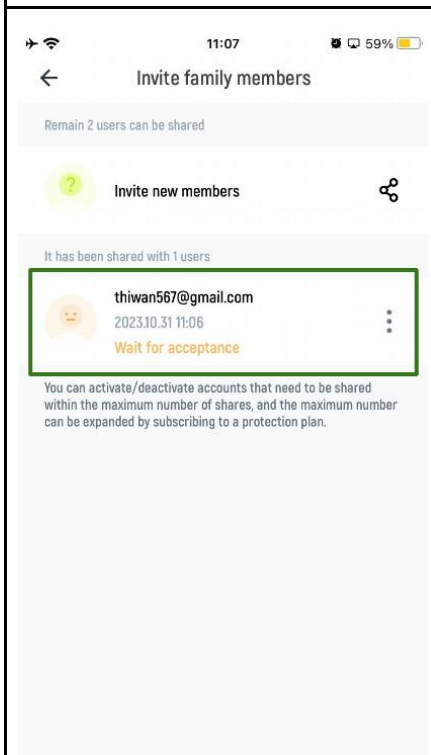 11:07
59%
Invite family members
Remain 2 users can be shared
?
Invite new members
It has been shared with 1 users
thiwan567@gmail.com
2023.10.31 11:06
Wait for acceptance
You can activate/deactivate accounts that need to be shared
within the maximum number of shares, and the maximum number
can be expanded by subscribing to a protection plan.